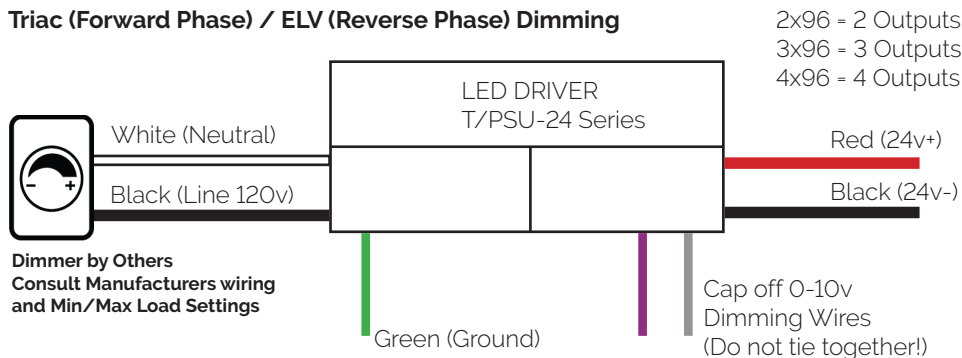 Triac (Forward Phase) / ELV (Reverse Phase) Dimming
2x96 = 2 Outputs
3x96 = 3 Outputs
4x96 = 4 Outputs
LED DRIVER
T/PSU-24 Series
White (Neutral)
Red (24v+)
- +
Black (Line 120v)
Black (24v-)
Dimmer by Others
Consult Manufacturers wiring
and Min/Max Load Settings
Green (Ground)
Cap off 0-10v
Dimming Wires
(Do not tie together!)